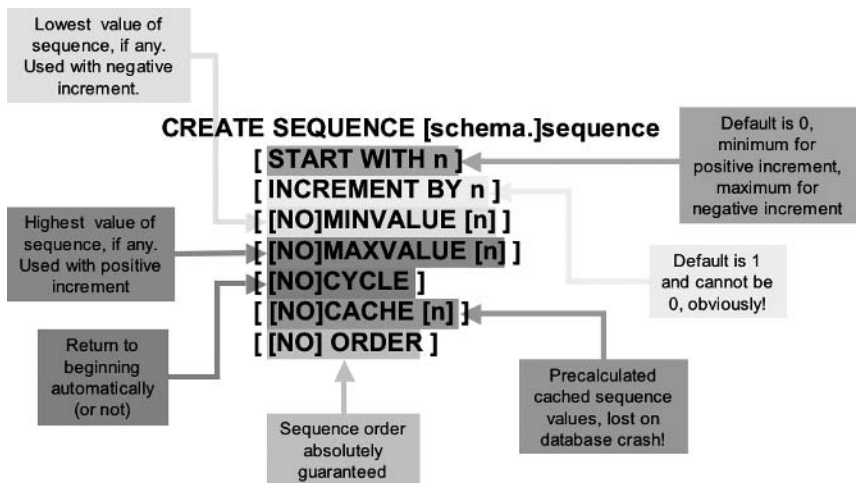 Lowest value of
sequence, if any.
Used with negative
increment.
CREATE SEQUENCE [schema.]sequence
[ START WITH n ]
[ INCREMENT BY n ]
[ [NO]MINVALUE [n] ]
[ [NO]MAXVALUE [n] ]
[ [NO]CYCLE ]
[ [NO]CACHE [n] ]
[ [NO] ORDER ]
Default is 0,
minimum for
positive increment,
maximum for
negative increment
Highest value of
sequence, if any.
Used with positive
increment
Default is 1
and cannot be
0, obviously!
Return to
beginning
automatically
(or not)
Precalculated
cached sequence
values, lost on
database crash!
Sequence order
absolutely
guaranteed